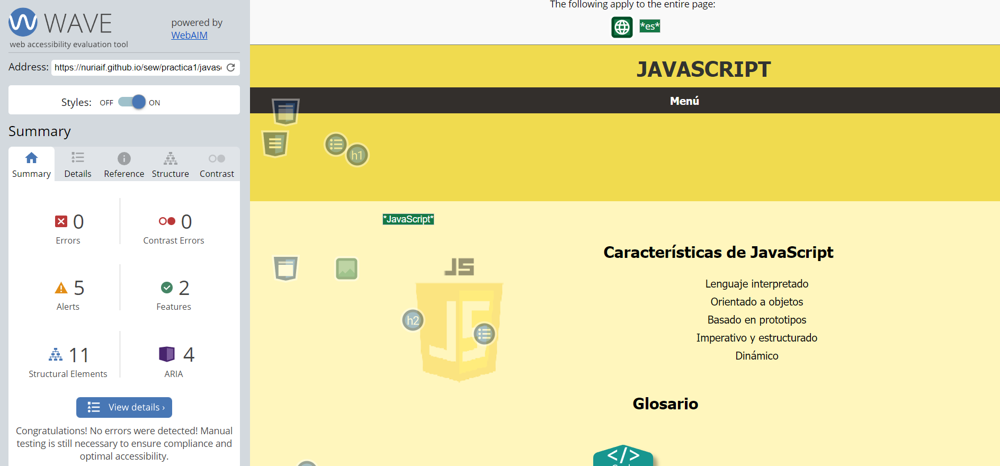 WAVE
web accessibility evaluation tool
powered by
WebAIM
Address: https://nuriaif.github.io/sew/practica1/javasc
Styles: OFF ON
Summary
Summary Details Reference Structure Contrast
0
Errors
0
Contrast Errors
5
Alerts
2
Features
11
Structural Elements
4
ARIA
View details ›
Congratulations! No errors were detected! Manual
testing is still necessary to ensure compliance and
optimal accessibility.
The following apply to the entire page:
*es*
JAVASCRIPT
Menú
h1
*JavaScript*
JS
JS
h2
Características de JavaScript
Lenguaje interpretado
Orientado a objetos
Basado en prototipos
Imperativo y estructurado
Dinámico
Glosario
</>